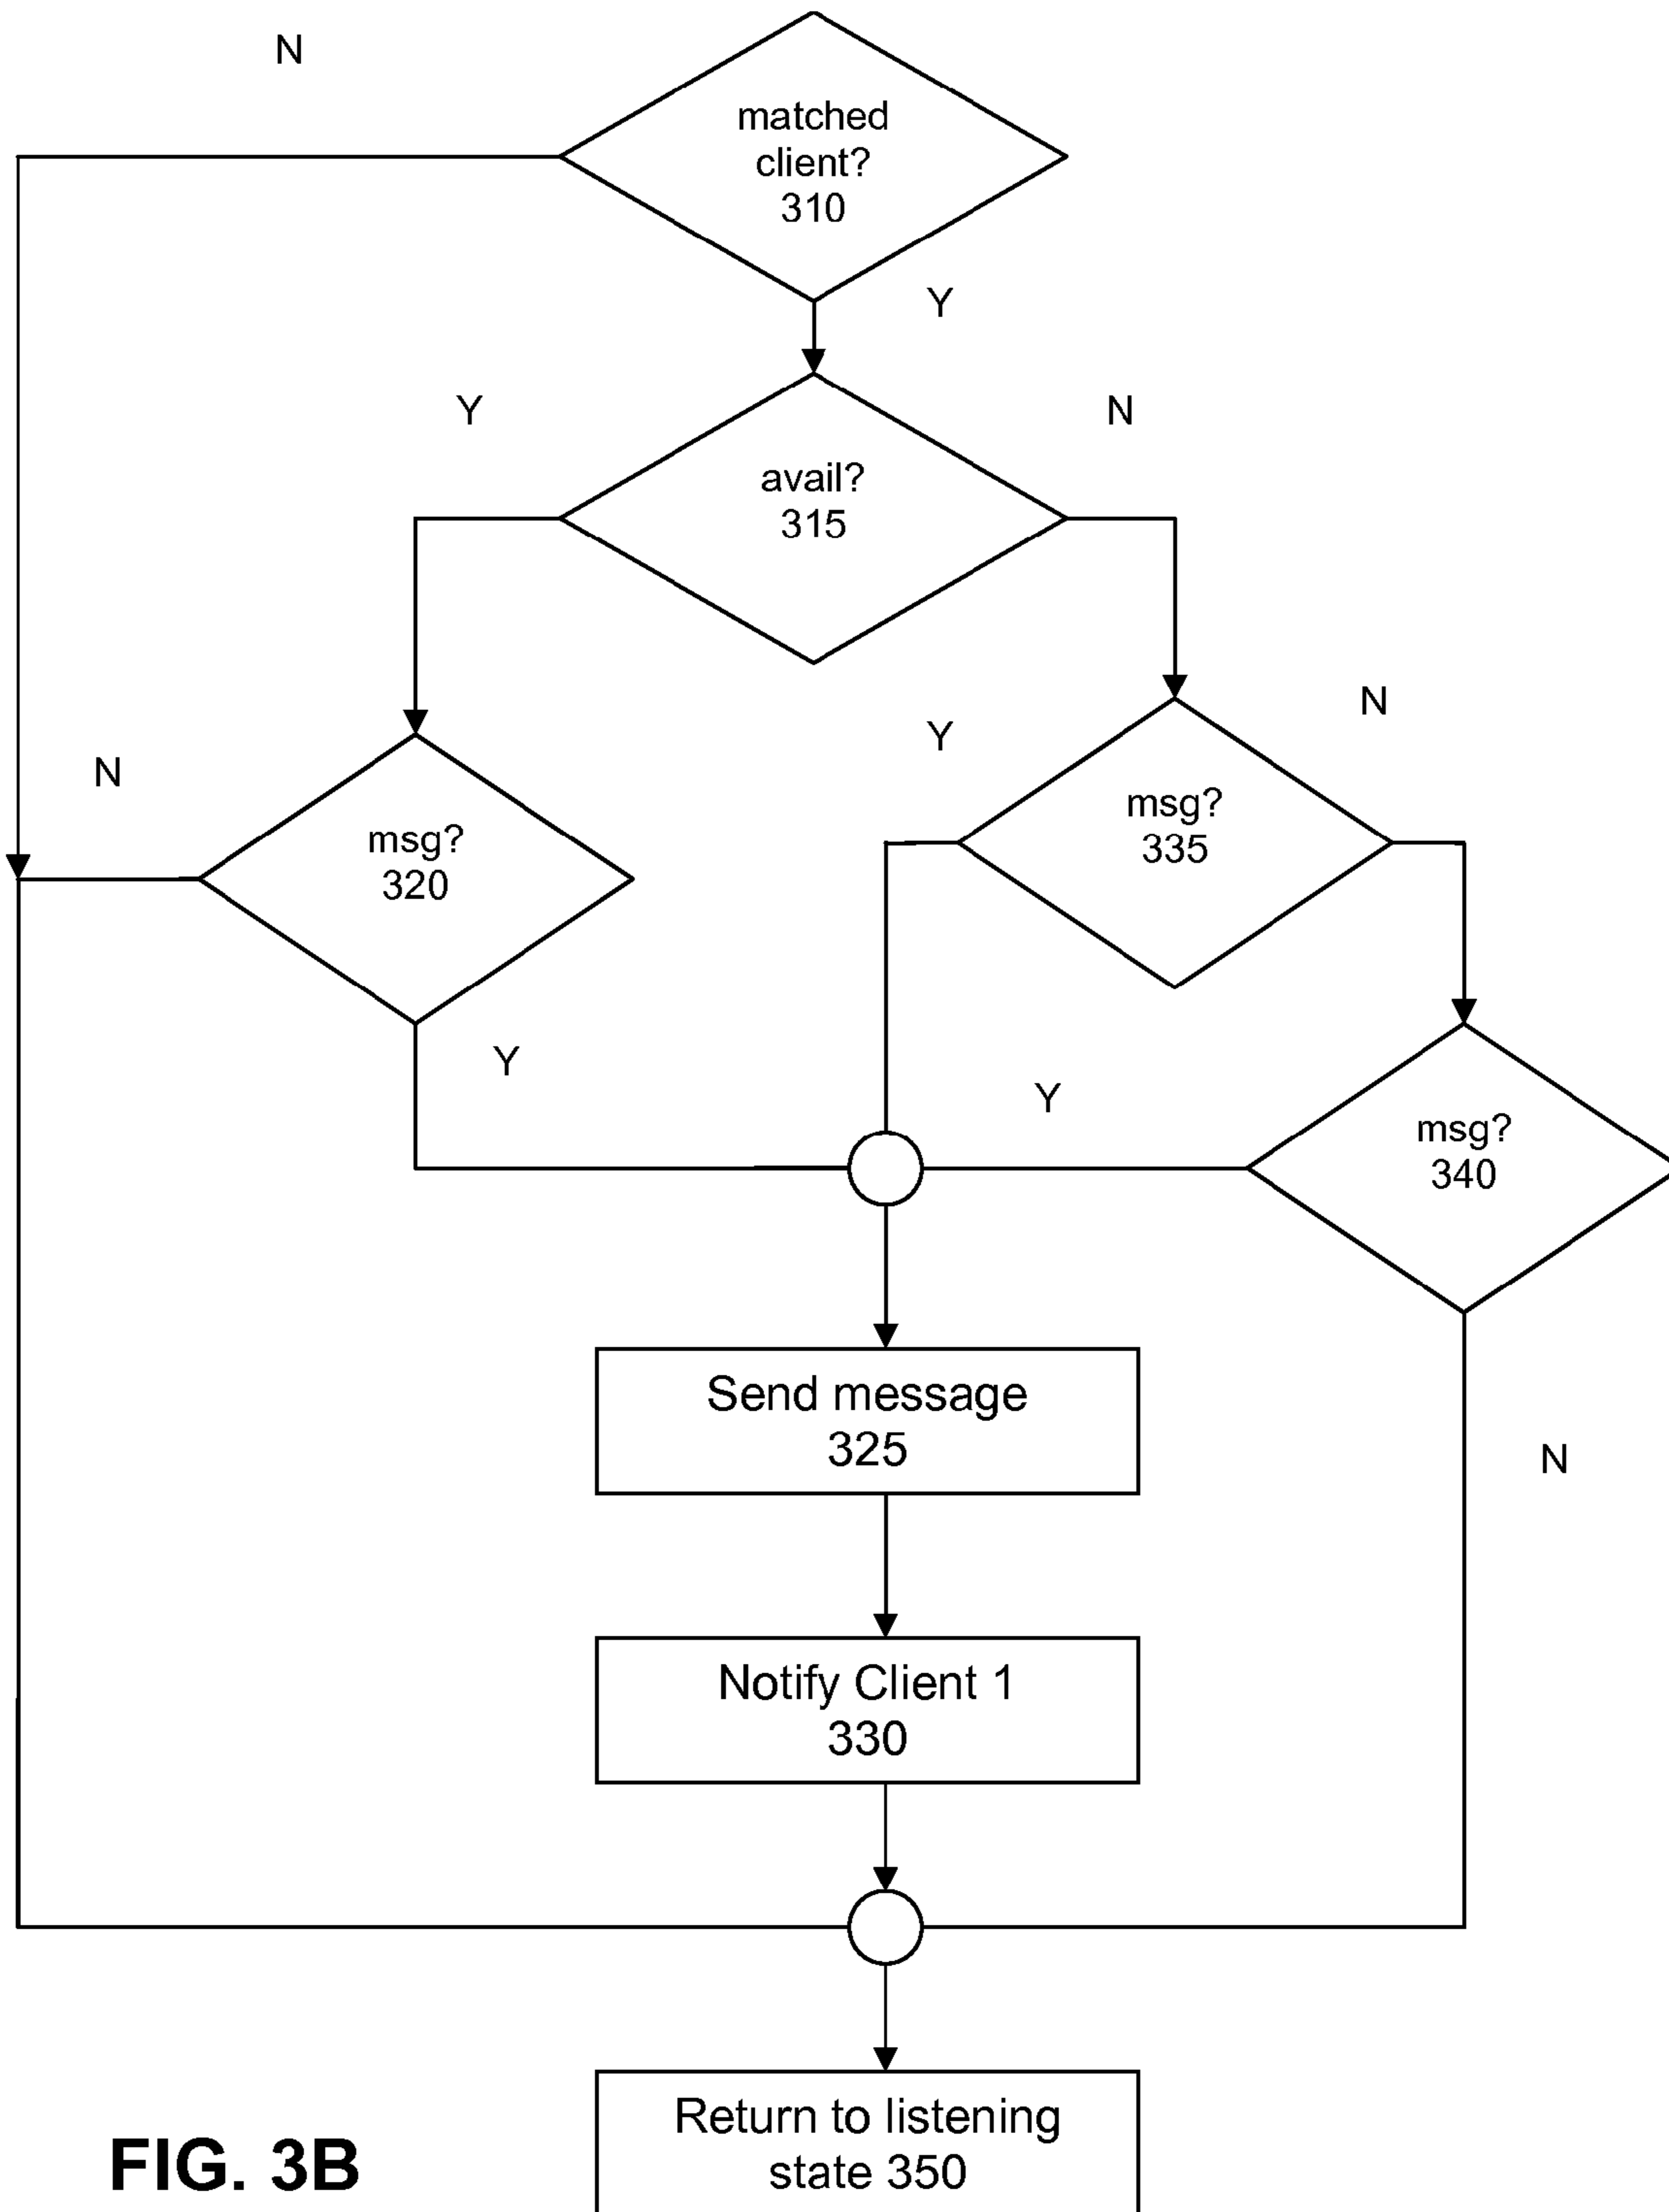 N
matched
client?
310
Y
Y
N
avail?
315
N
Y
N
msg?
335
msg?
320
Y
Y
msg?
340
Send message
325
N
Notify Client 1
330
Return to listening
state 350
FIG. 3B